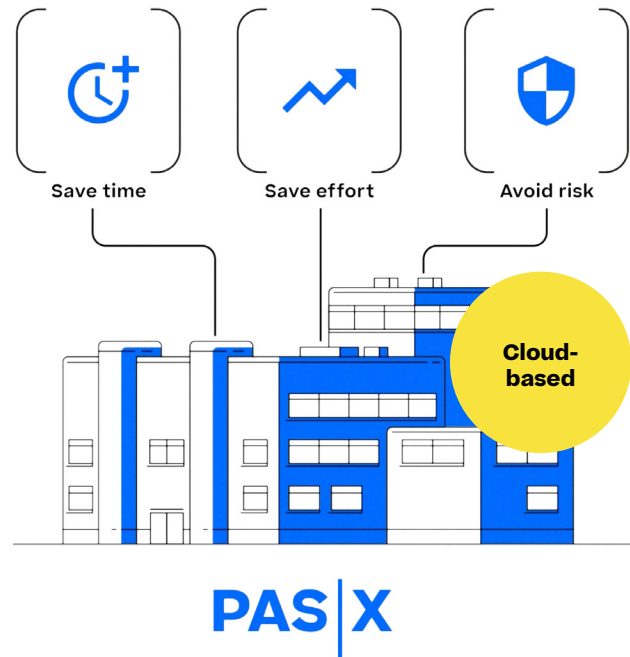 Save time
Save effort
Avoid risk
Cloud-
based
PAS|X